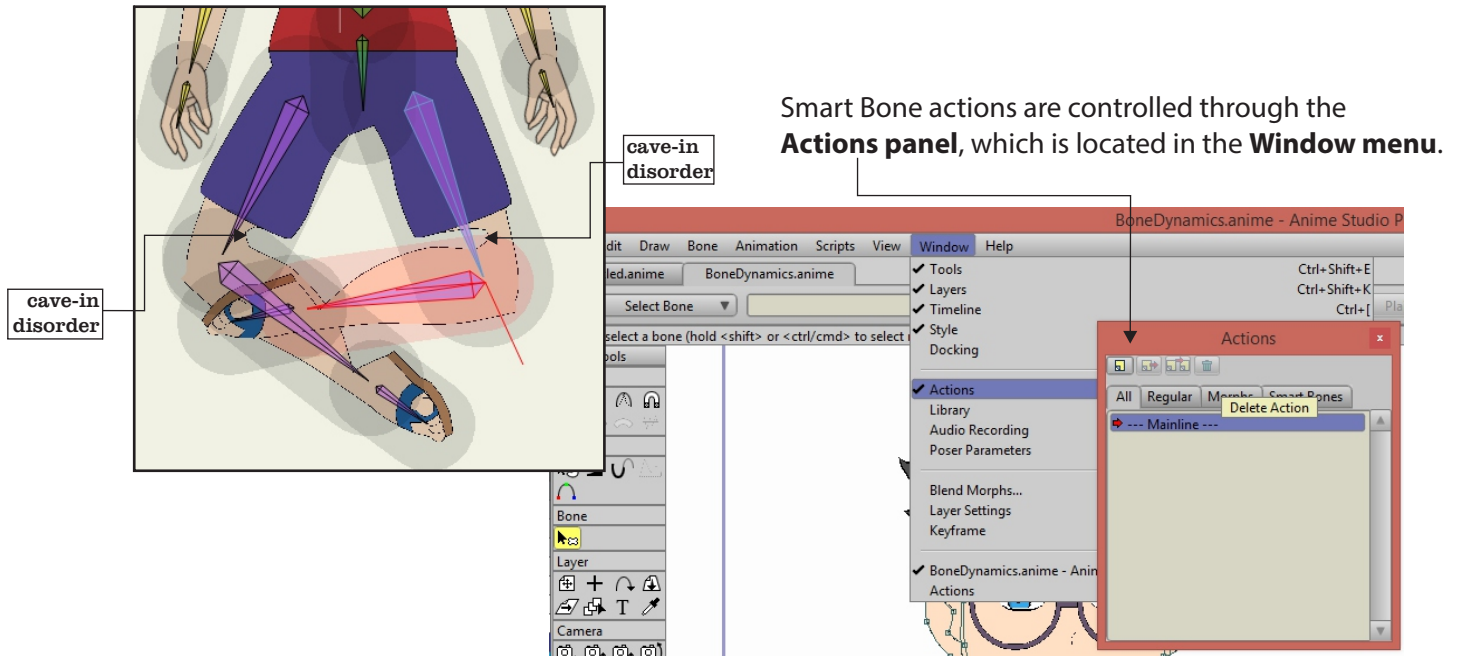 Smart Bone actions are controlled through the
Actions panel, which is located in the Window menu.
cave-in
disorder
cave-in
disorder
BoneDynamics.anime - Anime Studio P
dit Draw Bone Animation Scripts View Window Help
led.anime BoneDynamics.anime
Select Bone
select a bone (hold <shift> or <ctrl/cmd> to select
ools
Bone
Layer
T
Camera
Tools Ctrl+Shift+E
Layers Ctrl+Shift+K
Timeline Ctrl+[
Style
Docking
Actions
Library
Audio Recording
Poser Parameters
Blend Morphs...
Layer Settings
Keyframe
BoneDynamics.anime - Anim
Actions
Pla
Actions
x
All Regular Morphs Smart Bones
Delete Action
--- Mainline ---